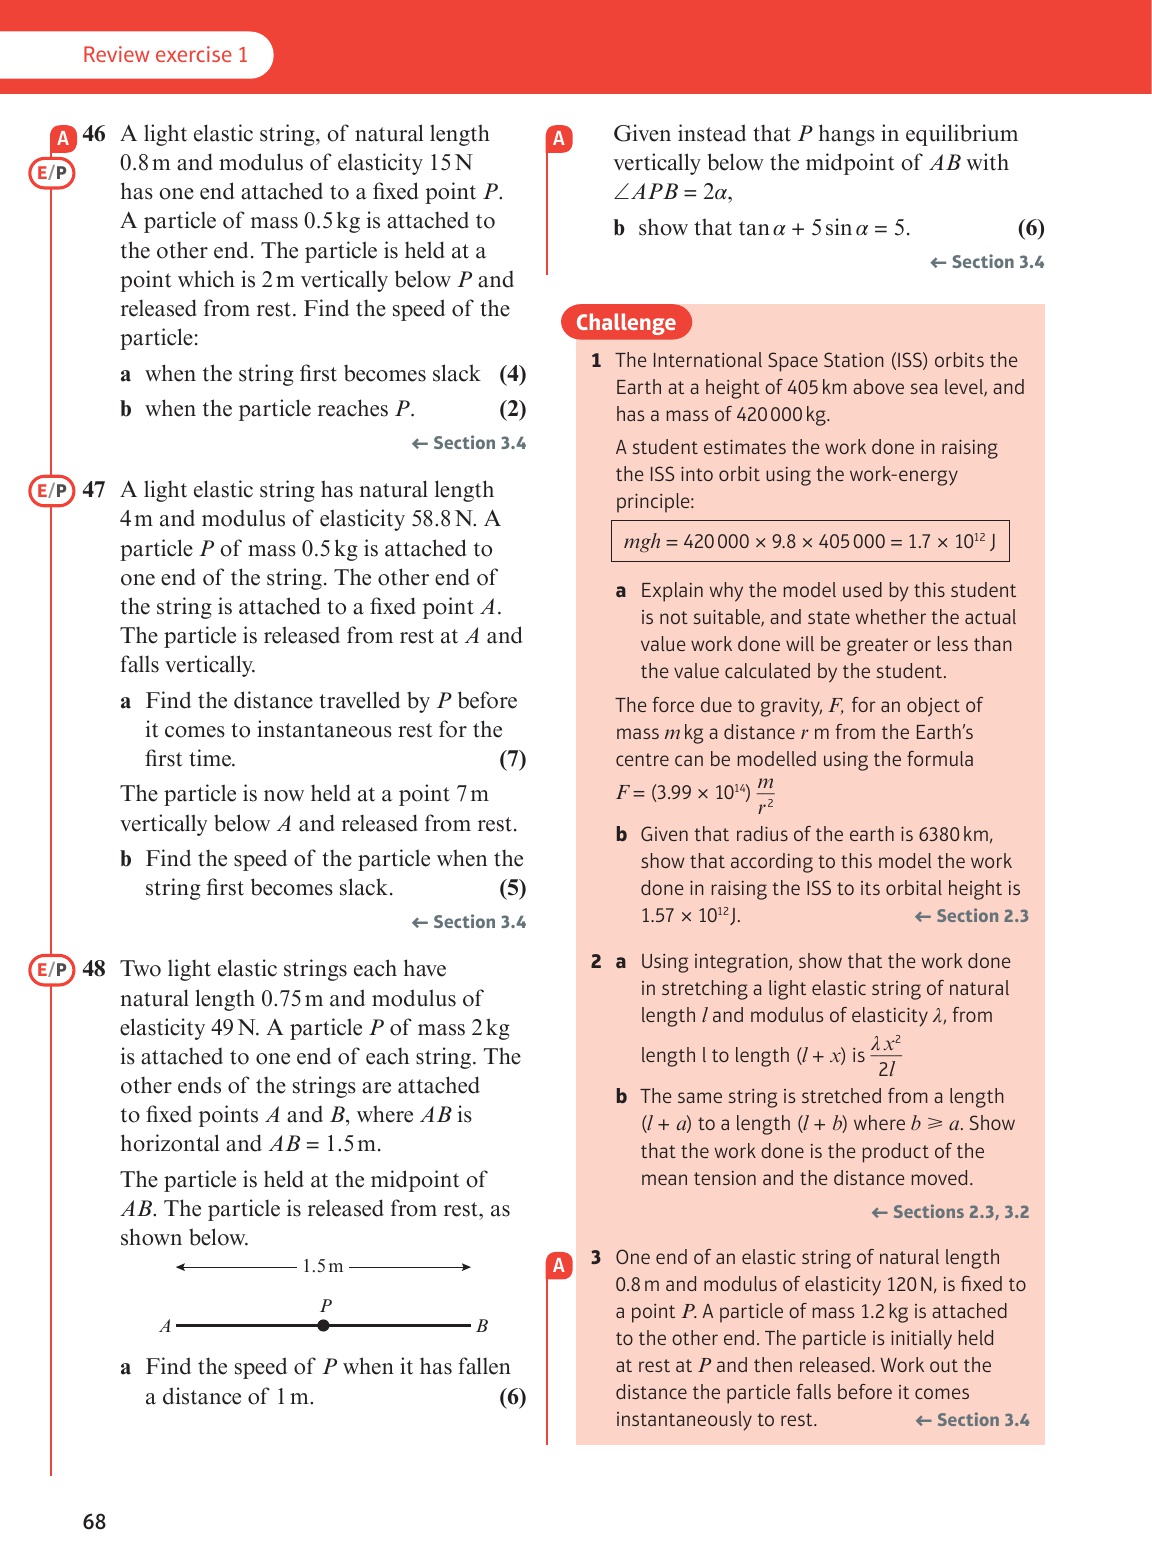 Review exercise 1
A
E/P
46 A light elastic string, of natural length
0.8 m and modulus of elasticity 15 N
has one end attached to a fixed point P.
A particle of mass 0.5 kg is attached to
the other end. The particle is held at a
point which is 2 m vertically below P and
released from rest. Find the speed of the
particle:
a when the string first becomes slack (4)
b when the particle reaches P. (2)
← Section 3.4
E/P
47 A light elastic string has natural length
4 m and modulus of elasticity 58.8 N. A
particle P of mass 0.5 kg is attached to
one end of the string. The other end of
the string is attached to a fixed point A.
The particle is released from rest at A and
falls vertically.
a Find the distance travelled by P before
it comes to instantaneous rest for the
first time. (7)
The particle is now held at a point 7 m
vertically below A and released from rest.
b Find the speed of the particle when the
string first becomes slack. (5)
← Section 3.4
E/P
48 Two light elastic strings each have
natural length 0.75 m and modulus of
elasticity 49 N. A particle P of mass 2 kg
is attached to one end of each string. The
other ends of the strings are attached
to fixed points A and B, where AB is
horizontal and AB = 1.5 m.
The particle is held at the midpoint of
AB. The particle is released from rest, as
shown below.
1.5 m
P
A B
a Find the speed of P when it has fallen
a distance of 1 m. (6)
A
Given instead that P hangs in equilibrium
vertically below the midpoint of AB with
∠APB = 2α,
b show that tan α + 5 sin α = 5. (6)
← Section 3.4
Challenge
1 The International Space Station (ISS) orbits the
Earth at a height of 405 km above sea level, and
has a mass of 420 000 kg.
A student estimates the work done in raising
the ISS into orbit using the work-energy
principle:
mgh = 420 000 × 9.8 × 405 000 = 1.7 × 10¹² J
a Explain why the model used by this student
is not suitable, and state whether the actual
value work done will be greater or less than
the value calculated by the student.
The force due to gravity, F, for an object of
mass m kg a distance r m from the Earth's
centre can be modelled using the formula
F = (3.99 × 10¹⁴) m/r²
b Given that radius of the earth is 6380 km,
show that according to this model the work
done in raising the ISS to its orbital height is
1.57 × 10¹² J. ← Section 2.3
2 a Using integration, show that the work done
in stretching a light elastic string of natural
length l and modulus of elasticity λ, from
length l to length (l + x) is λx²/2l
b The same string is stretched from a length
(l + a) to a length (l + b) where b ⩾ a. Show
that the work done is the product of the
mean tension and the distance moved.
← Sections 2.3, 3.2
A
3 One end of an elastic string of natural length
0.8 m and modulus of elasticity 120 N, is fixed to
a point P. A particle of mass 1.2 kg is attached
to the other end. The particle is initially held
at rest at P and then released. Work out the
distance the particle falls before it comes
instantaneously to rest. ← Section 3.4
68